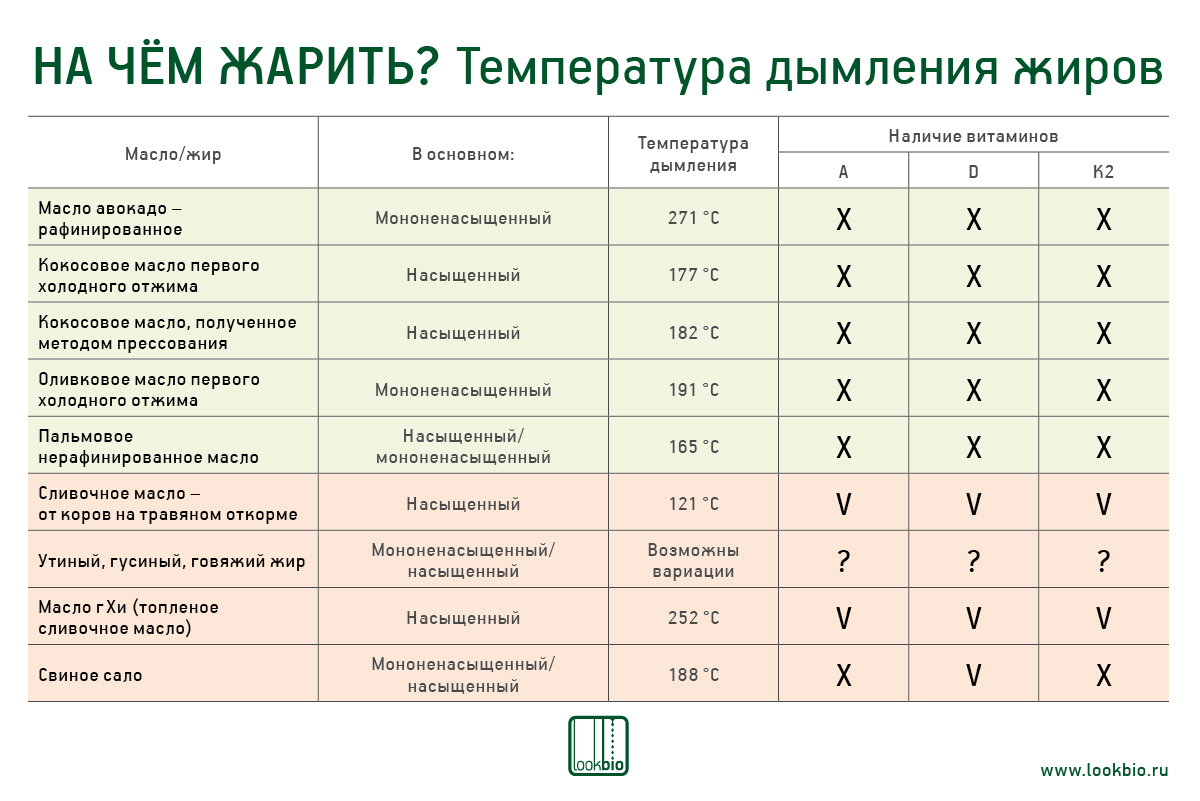 НА ЧЁМ ЖАРИТЬ? Температура дымления жиров
Масло/жир
В основном:
Температура
дымления
Наличие витаминов
A
D
K2
Масло авокадо –
рафинированное
Мононенасыщенный
271 °C
X
X
X
Кокосовое масло первого
холодного отжима
Насыщенный
177 °C
X
X
X
Кокосовое масло, полученное
методом прессования
Насыщенный
182 °C
X
X
X
Оливковое масло первого
холодного отжима
Мононенасыщенный
191 °C
X
X
X
Пальмовое
нерафинированное масло
Насыщенный/
мононенасыщенный
165 °C
X
X
X
Сливочное масло –
от коров на травяном откорме
Насыщенный
121 °C
V
V
V
Утиный, гусиный, говяжий жир
Мононенасыщенный/
насыщенный
Возможны
вариации
?
?
?
Масло гХи (топленое
сливочное масло)
Насыщенный
252 °C
V
V
V
Свиное сало
Мононенасыщенный/
насыщенный
188 °C
X
V
X
lookbio
www.lookbio.ru